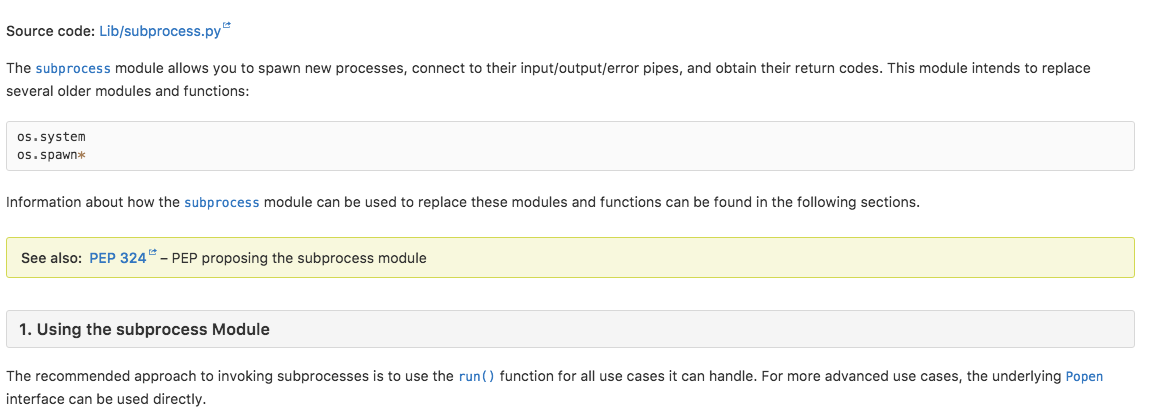 Source code: Lib/subprocess.py
The subprocess module allows you to spawn new processes, connect to their input/output/error pipes, and obtain their return codes. This module intends to replace
several older modules and functions:
os.system
os.spawn*
Information about how the subprocess module can be used to replace these modules and functions can be found in the following sections.
See also: PEP 324 – PEP proposing the subprocess module
1. Using the subprocess Module
The recommended approach to invoking subprocesses is to use the run() function for all use cases it can handle. For more advanced use cases, the underlying Popen
interface can be used directly.